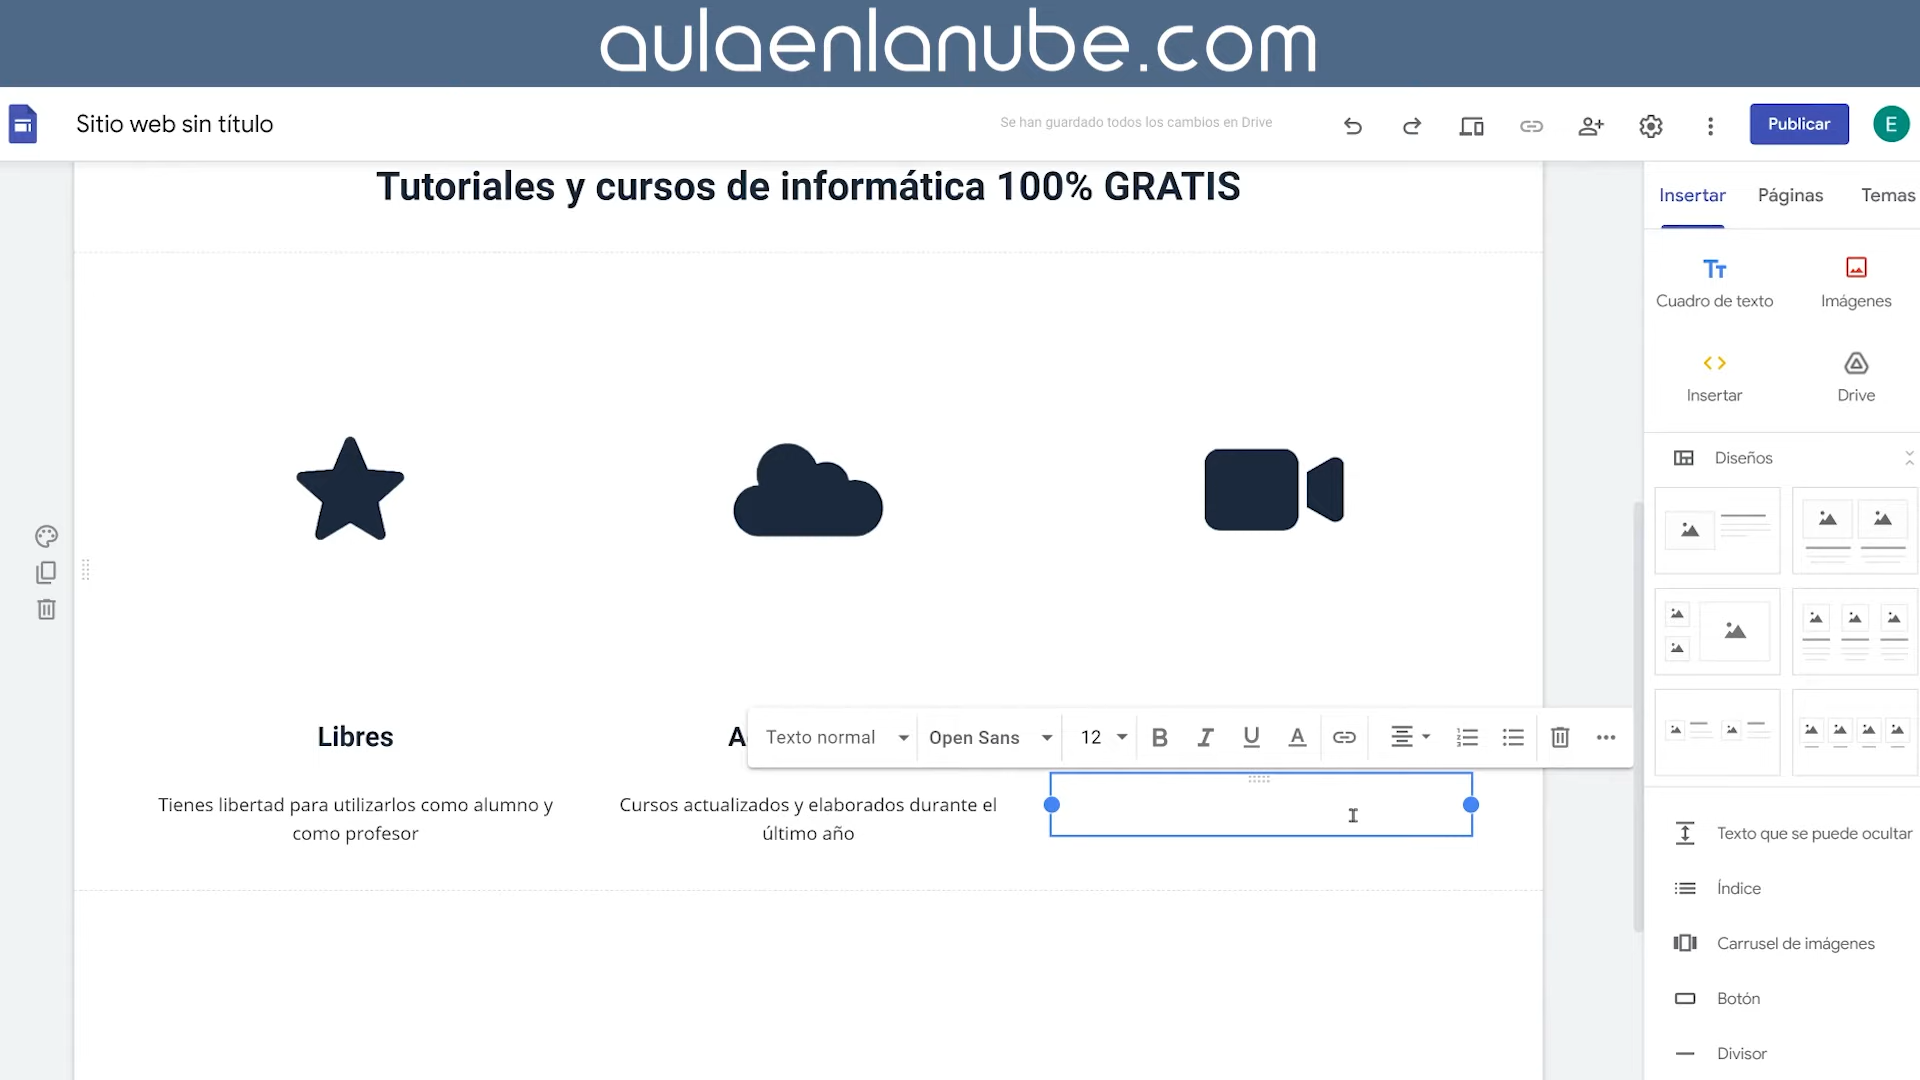 aulaenlanube.com
Sitio web sin título
Se han guardado todos los cambios en Drive
Publicar
E
Tutoriales y cursos de informática 100% GRATIS
Insertar
Páginas
Temas
Tt
Cuadro de texto
Imágenes
Insertar
Drive
Diseños
Libres
A
Texto normal
Open Sans
12
B
I
U
A
Tienes libertad para utilizarlos como alumno y
como profesor
Cursos actualizados y elaborados durante el
último año
Texto que se puede ocultar
Índice
Carrusel de imágenes
Botón
Divisor